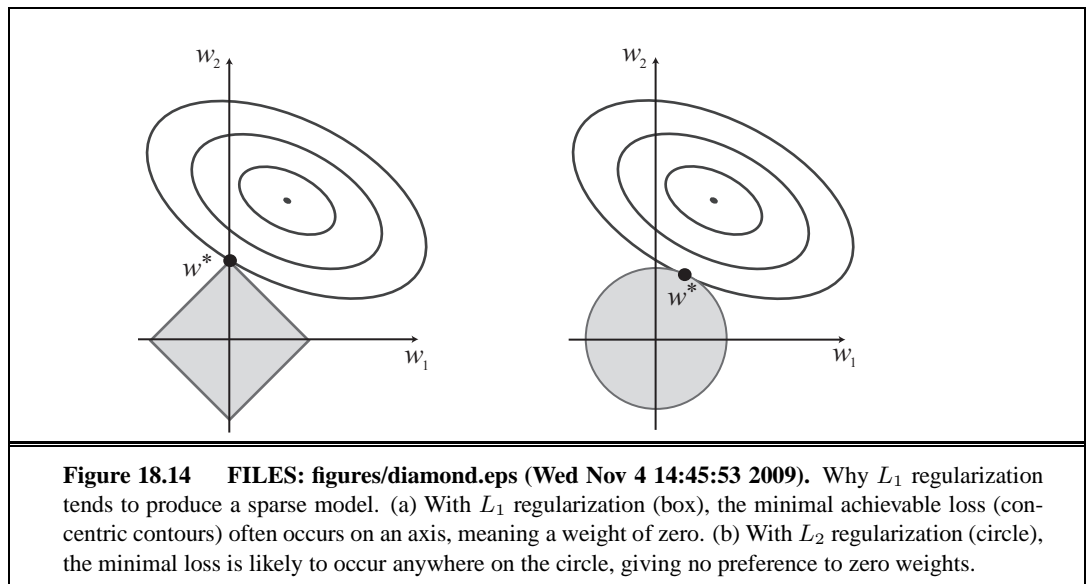 w₂
w*
w₁
w₂
w*
w₁
Figure 18.14 FILES: figures/diamond.eps (Wed Nov 4 14:45:53 2009). Why L₁ regularization
tends to produce a sparse model. (a) With L₁ regularization (box), the minimal achievable loss (con-
centric contours) often occurs on an axis, meaning a weight of zero. (b) With L₂ regularization (circle),
the minimal loss is likely to occur anywhere on the circle, giving no preference to zero weights.